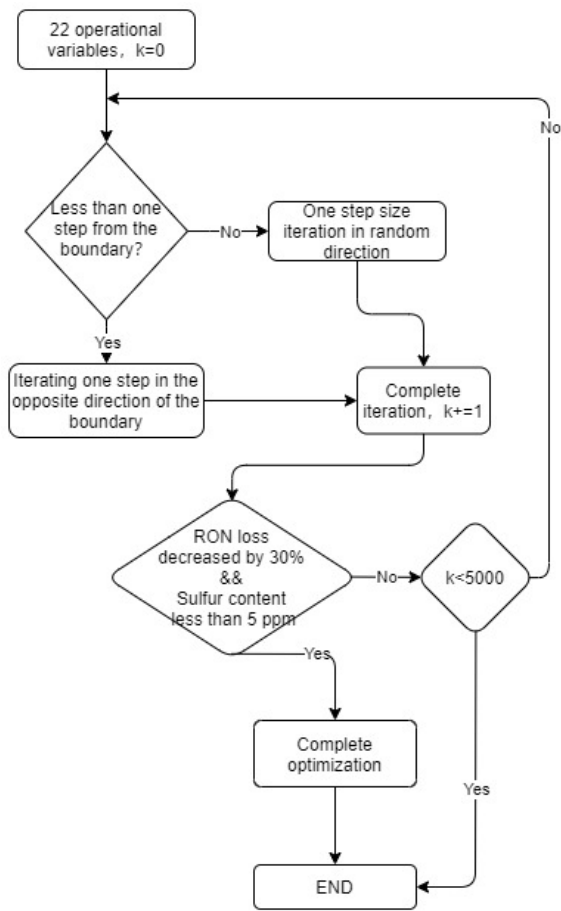 22 operational
variables, k=0
No
Less than one
step from the
boundary?
No
One step size
iteration in random
direction
Yes
Iterating one step in the
opposite direction of the
boundary
Complete
iteration, k+=1
RON loss
decreased by 30%
&&
Sulfur content
less than 5 ppm
No
k<5000
Yes
Complete
optimization
Yes
END